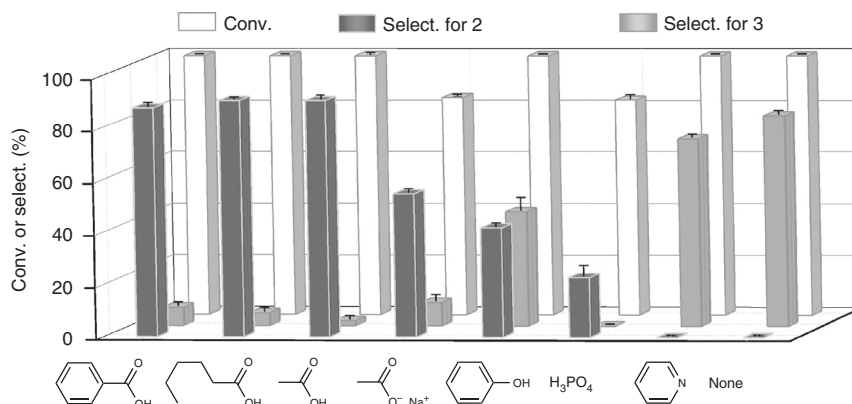 Conv. Select. for 2 Select. for 3
Conv. or select. (%)
100
80
60
40
20
0
O
OH
O
OH
O
OH
O
O⁻ Na⁺
OH
H₃PO₄
N
None